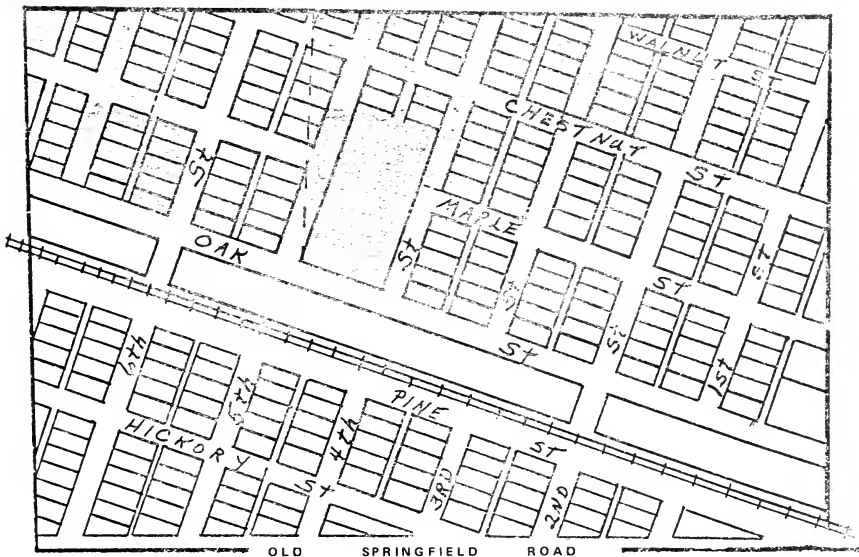 WALNUT ST
CHESTNUT ST
MAPLE ST
OAK ST
St
St
St
St
St
PINE ST
6th
5th
4th
3RD
2ND
1ST
HICKORY St
OLD SPRINGFIELD ROAD